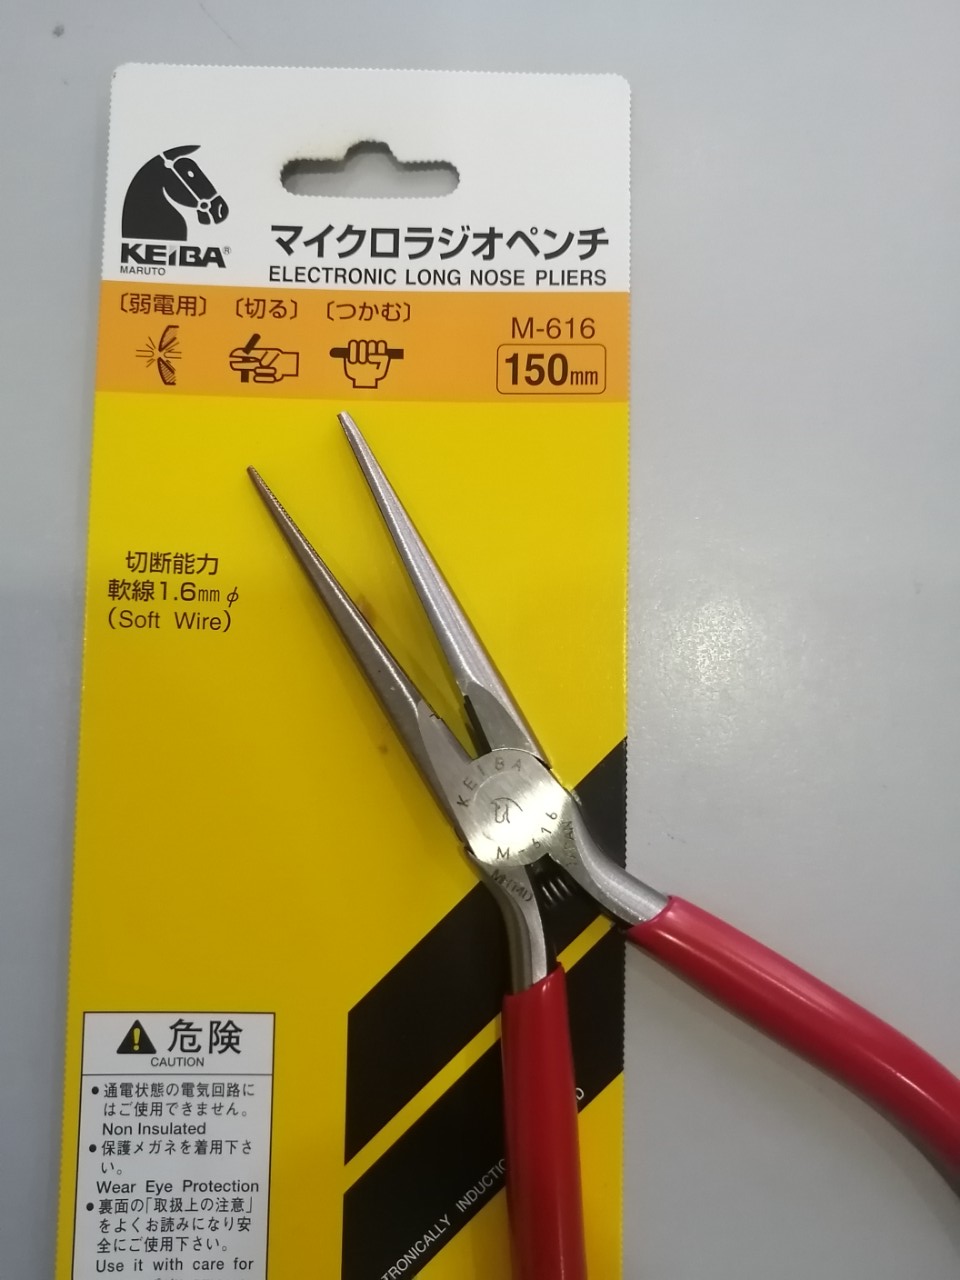 KEIBA®
MARUTO
マイクロラジオペンチ
ELECTRONIC LONG NOSE PLIERS
〔弱電用〕 〔切る〕 〔つかむ〕
M-616
150mm
切断能力
軟線1.6mmφ
(Soft Wire)
KEIBA
M-616
JAPAN
危険
CAUTION
●通電状態の電気回路に
はご使用できません。
Non Insulated
●保護メガネを着用下さ
い。
Wear Eye Protection
●裏面の「取扱上の注意」
をよくお読みになり安
全にご使用下さい。
Use it with care for